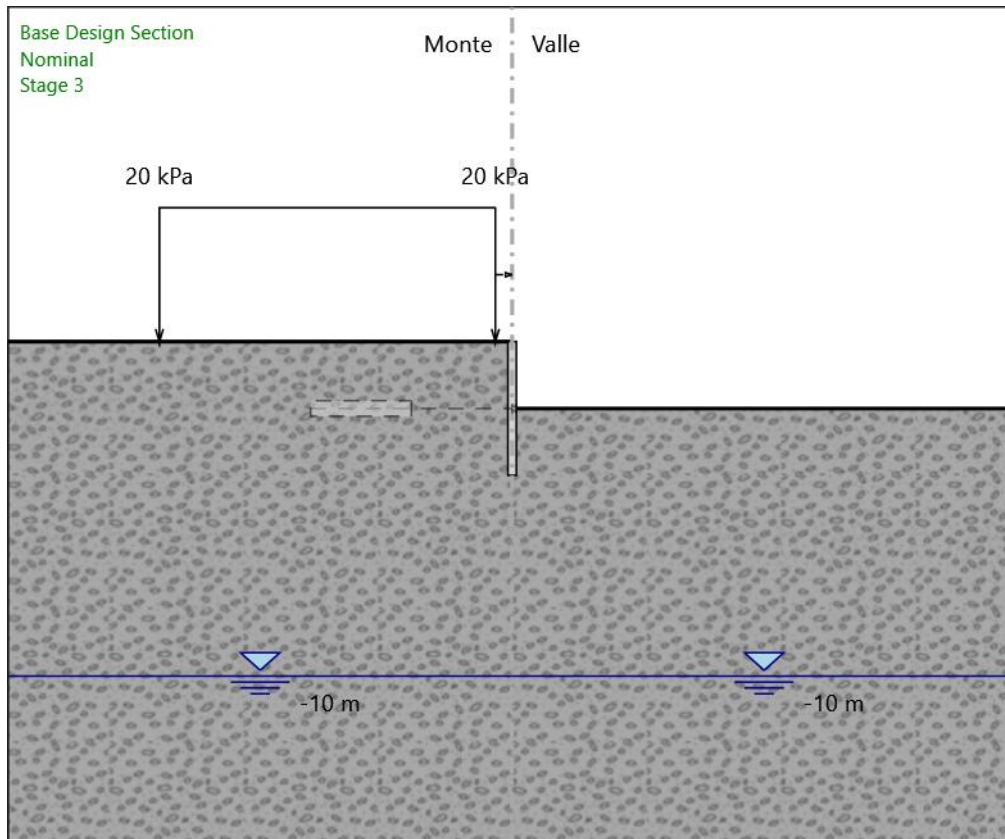 Base Design Section
Nominal
Stage 3
Monte Valle
20 kPa 20 kPa
-10 m -10 m